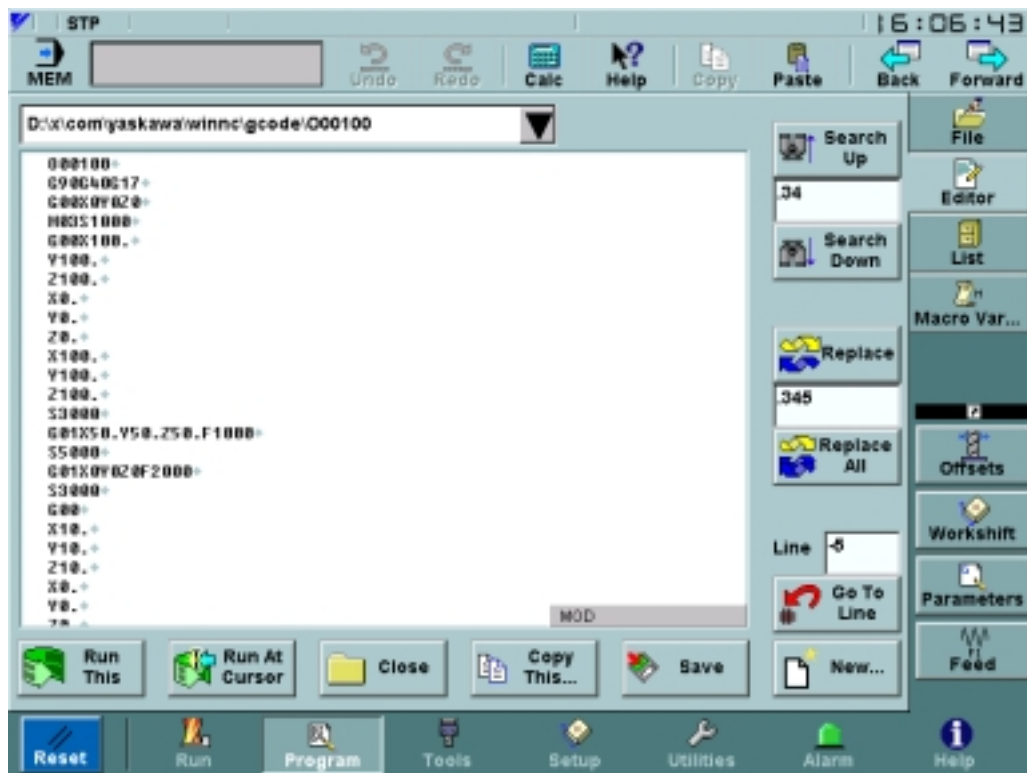 STP
16:06:43
MEM
Undo
Redo
Calc
Help
Copy
Paste
Back
Forward
D:\x\com\yaskawa\winnc\gcode\O00100
O00100
G90G40G17
G00X0Y0Z0
M03S1000
G00X100.
Y100.
Z100.
X0.
Y0.
Z0.
X100.
Y100.
Z100.
S3000
G01X50.Y50.Z50.F1000
S5000
G01X0Y0Z0F2000
S3000
G00
X10.
Y10.
Z10.
X0.
Y0.
Z0.
MOD
Search Up
.34
Search Down
Replace
.345
Replace All
Line -5
Go To Line
File
Editor
List
Macro Var...
Offsets
Workshift
Parameters
Feed
Run This
Run At Cursor
Close
Copy This...
Save
New...
Reset
Run
Program
Tools
Setup
Utilities
Alarm
Help